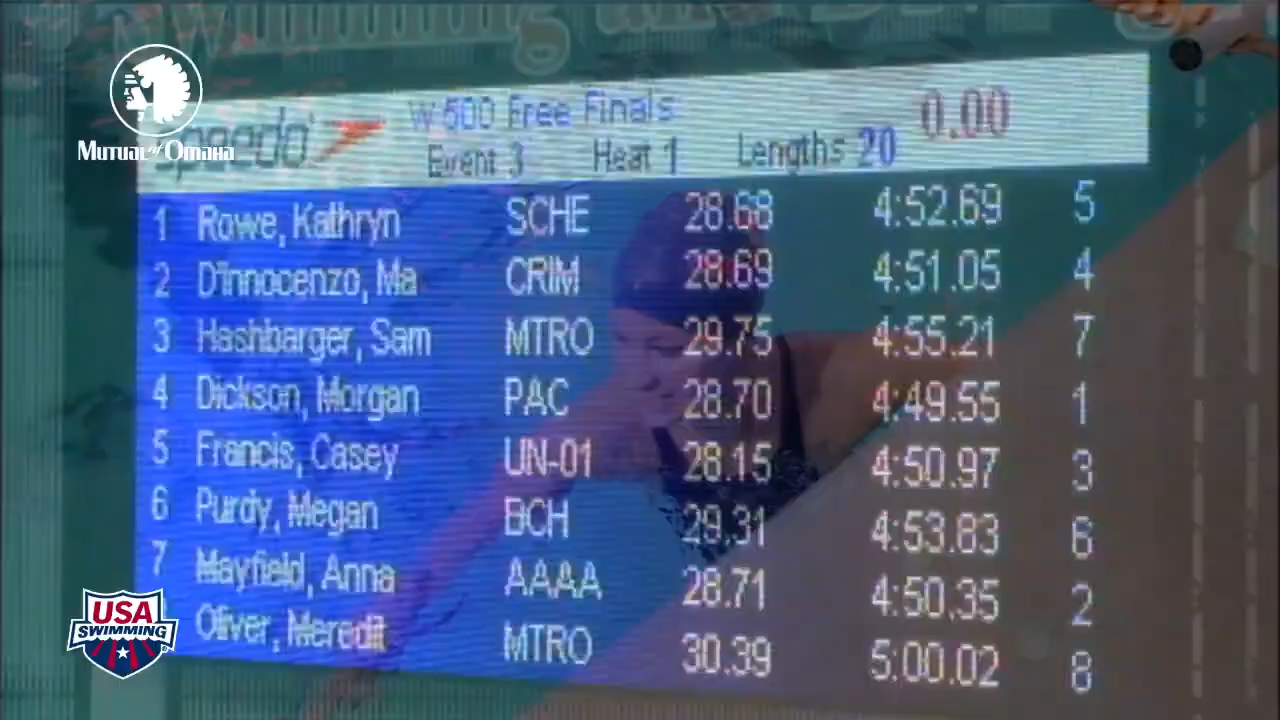 Swimming and
MUTUAL of OMAHA
speedo
W 500 Free Finals 0.00
Event 3 Heat 1 Lengths 20
1 Rowe, Kathryn SCHE 28.68 4:52.69 5
2 D'Innocenzo, Ma CRIM 28.69 4:51.05 4
3 Hashbarger, Sam MTRO 29.75 4:55.21 7
4 Dickson, Morgan PAC 28.70 4:49.55 1
5 Francis, Casey UN-01 28.15 4:50.97 3
6 Purdy, Megan BCH 29.31 4:53.83 6
7 Mayfield, Anna AAAA 28.71 4:50.35 2
Oliver, Meredit MTRO 30.39 5:00.02 8
USA
SWIMMING